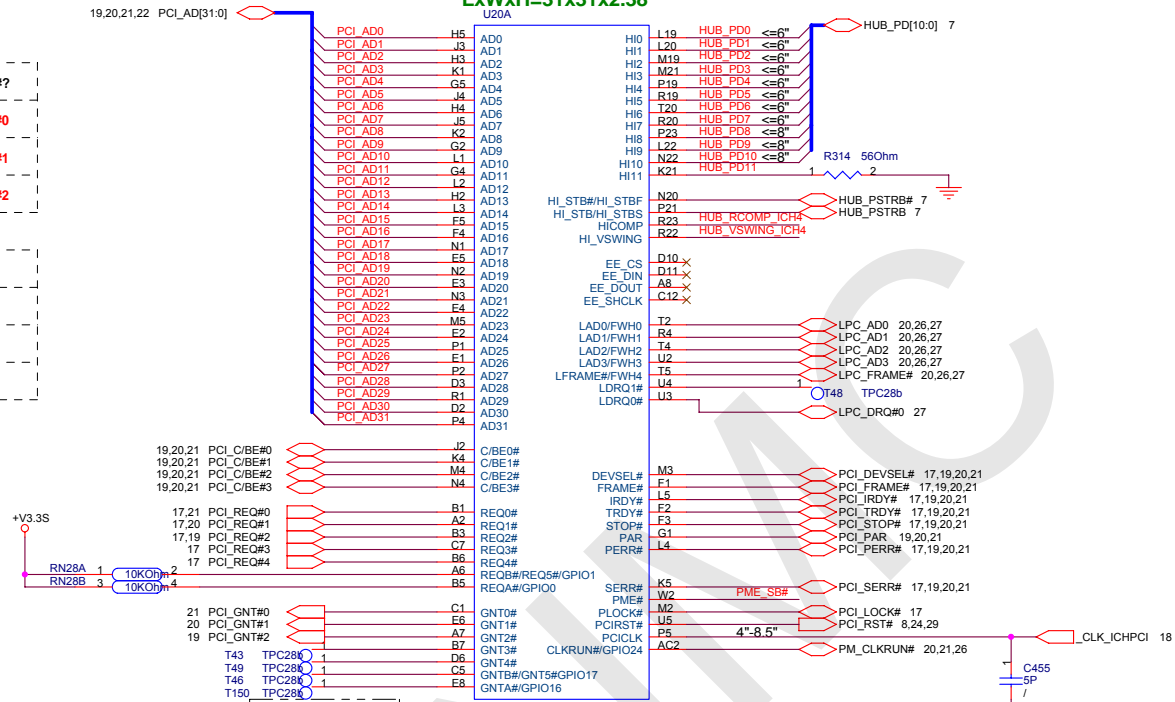 LxWxH=31x31x2.38
19,20,21,22 PCI_AD[31:0]
U20A
HUB_PD[10:0] 7
#?
#0
#1
#2
PCI_AD0 H5 AD0
PCI_AD1 J3 AD1
PCI_AD2 H3 AD2
PCI_AD3 K1 AD3
PCI_AD4 G5 AD4
PCI_AD5 J4 AD5
PCI_AD6 H4 AD6
PCI_AD7 J5 AD7
PCI_AD8 K2 AD8
PCI_AD9 G2 AD9
PCI_AD10 L1 AD10
PCI_AD11 G4 AD11
PCI_AD12 L2 AD12
PCI_AD13 H2 AD13
PCI_AD14 L3 AD14
PCI_AD15 F5 AD15
PCI_AD16 F4 AD16
PCI_AD17 N1 AD17
PCI_AD18 E5 AD18
PCI_AD19 N2 AD19
PCI_AD20 E3 AD20
PCI_AD21 N3 AD21
PCI_AD22 E4 AD22
PCI_AD23 M5 AD23
PCI_AD24 E2 AD24
PCI_AD25 P1 AD25
PCI_AD26 E1 AD26
PCI_AD27 P2 AD27
PCI_AD28 D3 AD28
PCI_AD29 R1 AD29
PCI_AD30 D2 AD30
PCI_AD31 P4 AD31
19,20,21 PCI_C/BE#0 J2 C/BE0#
19,20,21 PCI_C/BE#1 K4 C/BE1#
19,20,21 PCI_C/BE#2 M4 C/BE2#
19,20,21 PCI_C/BE#3 N4 C/BE3#
17,21 PCI_REQ#0 B1 REQ0#
17,20 PCI_REQ#1 A2 REQ1#
17,19 PCI_REQ#2 B3 REQ2#
17 PCI_REQ#3 C7 REQ3#
17 PCI_REQ#4 B6 REQ4#
+V3.3S
RN28A 1 10KOhm 2 A6 REQB#/REQ5#/GPIO1
RN28B 3 10KOhm 4 B5 REQA#/GPIO0
21 PCI_GNT#0 C1 GNT0#
20 PCI_GNT#1 E6 GNT1#
19 PCI_GNT#2 A7 GNT2#
B7 GNT3#
T43 TPC28b 1 D6 GNT4#
T49 TPC28b 1 C5 GNTB#/GNT5#GPIO17
T46 TPC28b 1 E8 GNTA#/GPIO16
T150 TPC28b 1
HI0 L19 HUB_PD0 <=6"
HI1 L20 HUB_PD1 <=6"
HI2 M19 HUB_PD2 <=6"
HI3 M21 HUB_PD3 <=6"
HI4 P19 HUB_PD4 <=6"
HI5 R19 HUB_PD5 <=6"
HI6 T20 HUB_PD6 <=6"
HI7 R20 HUB_PD7 <=6"
HI8 P23 HUB_PD8 <=8"
HI9 L22 HUB_PD9 <=8"
HI10 N22 HUB_PD10 <=8"
HI11 K21 HUB_PD11
R314 56Ohm
1 2
HI_STB#/HI_STBF N20 HUB_PSTRB# 7
HI_STB/HI_STBS P21 HUB_PSTRB 7
HICOMP R23 HUB_RCOMP_ICH4
HI_VSWING R22 HUB_VSWING_ICH4
EE_CS D10
EE_DIN D11
EE_DOUT A8
EE_SHCLK C12
LAD0/FWH0 T2 LPC_AD0 20,26,27
LAD1/FWH1 R4 LPC_AD1 20,26,27
LAD2/FWH2 T4 LPC_AD2 20,26,27
LAD3/FWH3 U2 LPC_AD3 20,26,27
LFRAME#/FWH4 T5 LPC_FRAME# 20,26,27
LDRQ1# U4 1 T48 TPC28b
LDRQ0# U3 LPC_DRQ#0 27
DEVSEL# M3 PCI_DEVSEL# 17,19,20,21
FRAME# F1 PCI_FRAME# 17,19,20,21
IRDY# L5 PCI_IRDY# 17,19,20,21
TRDY# F2 PCI_TRDY# 17,19,20,21
STOP# F3 PCI_STOP# 17,19,20,21
PAR G1 PCI_PAR 19,20,21
PERR# L4 PCI_PERR# 17,19,20,21
SERR# K5 PCI_SERR# 17,19,20,21
PME# W2 PME_SB#
PLOCK# M2 PCI_LOCK# 17
PCIRST# U5 PCI_RST# 8,24,29
PCICLK P5 4"-8.5" _CLK_ICHPCI 18
CLKRUN#/GPIO24 AC2 PM_CLKRUN# 20,21,26
1 C455
5P
/